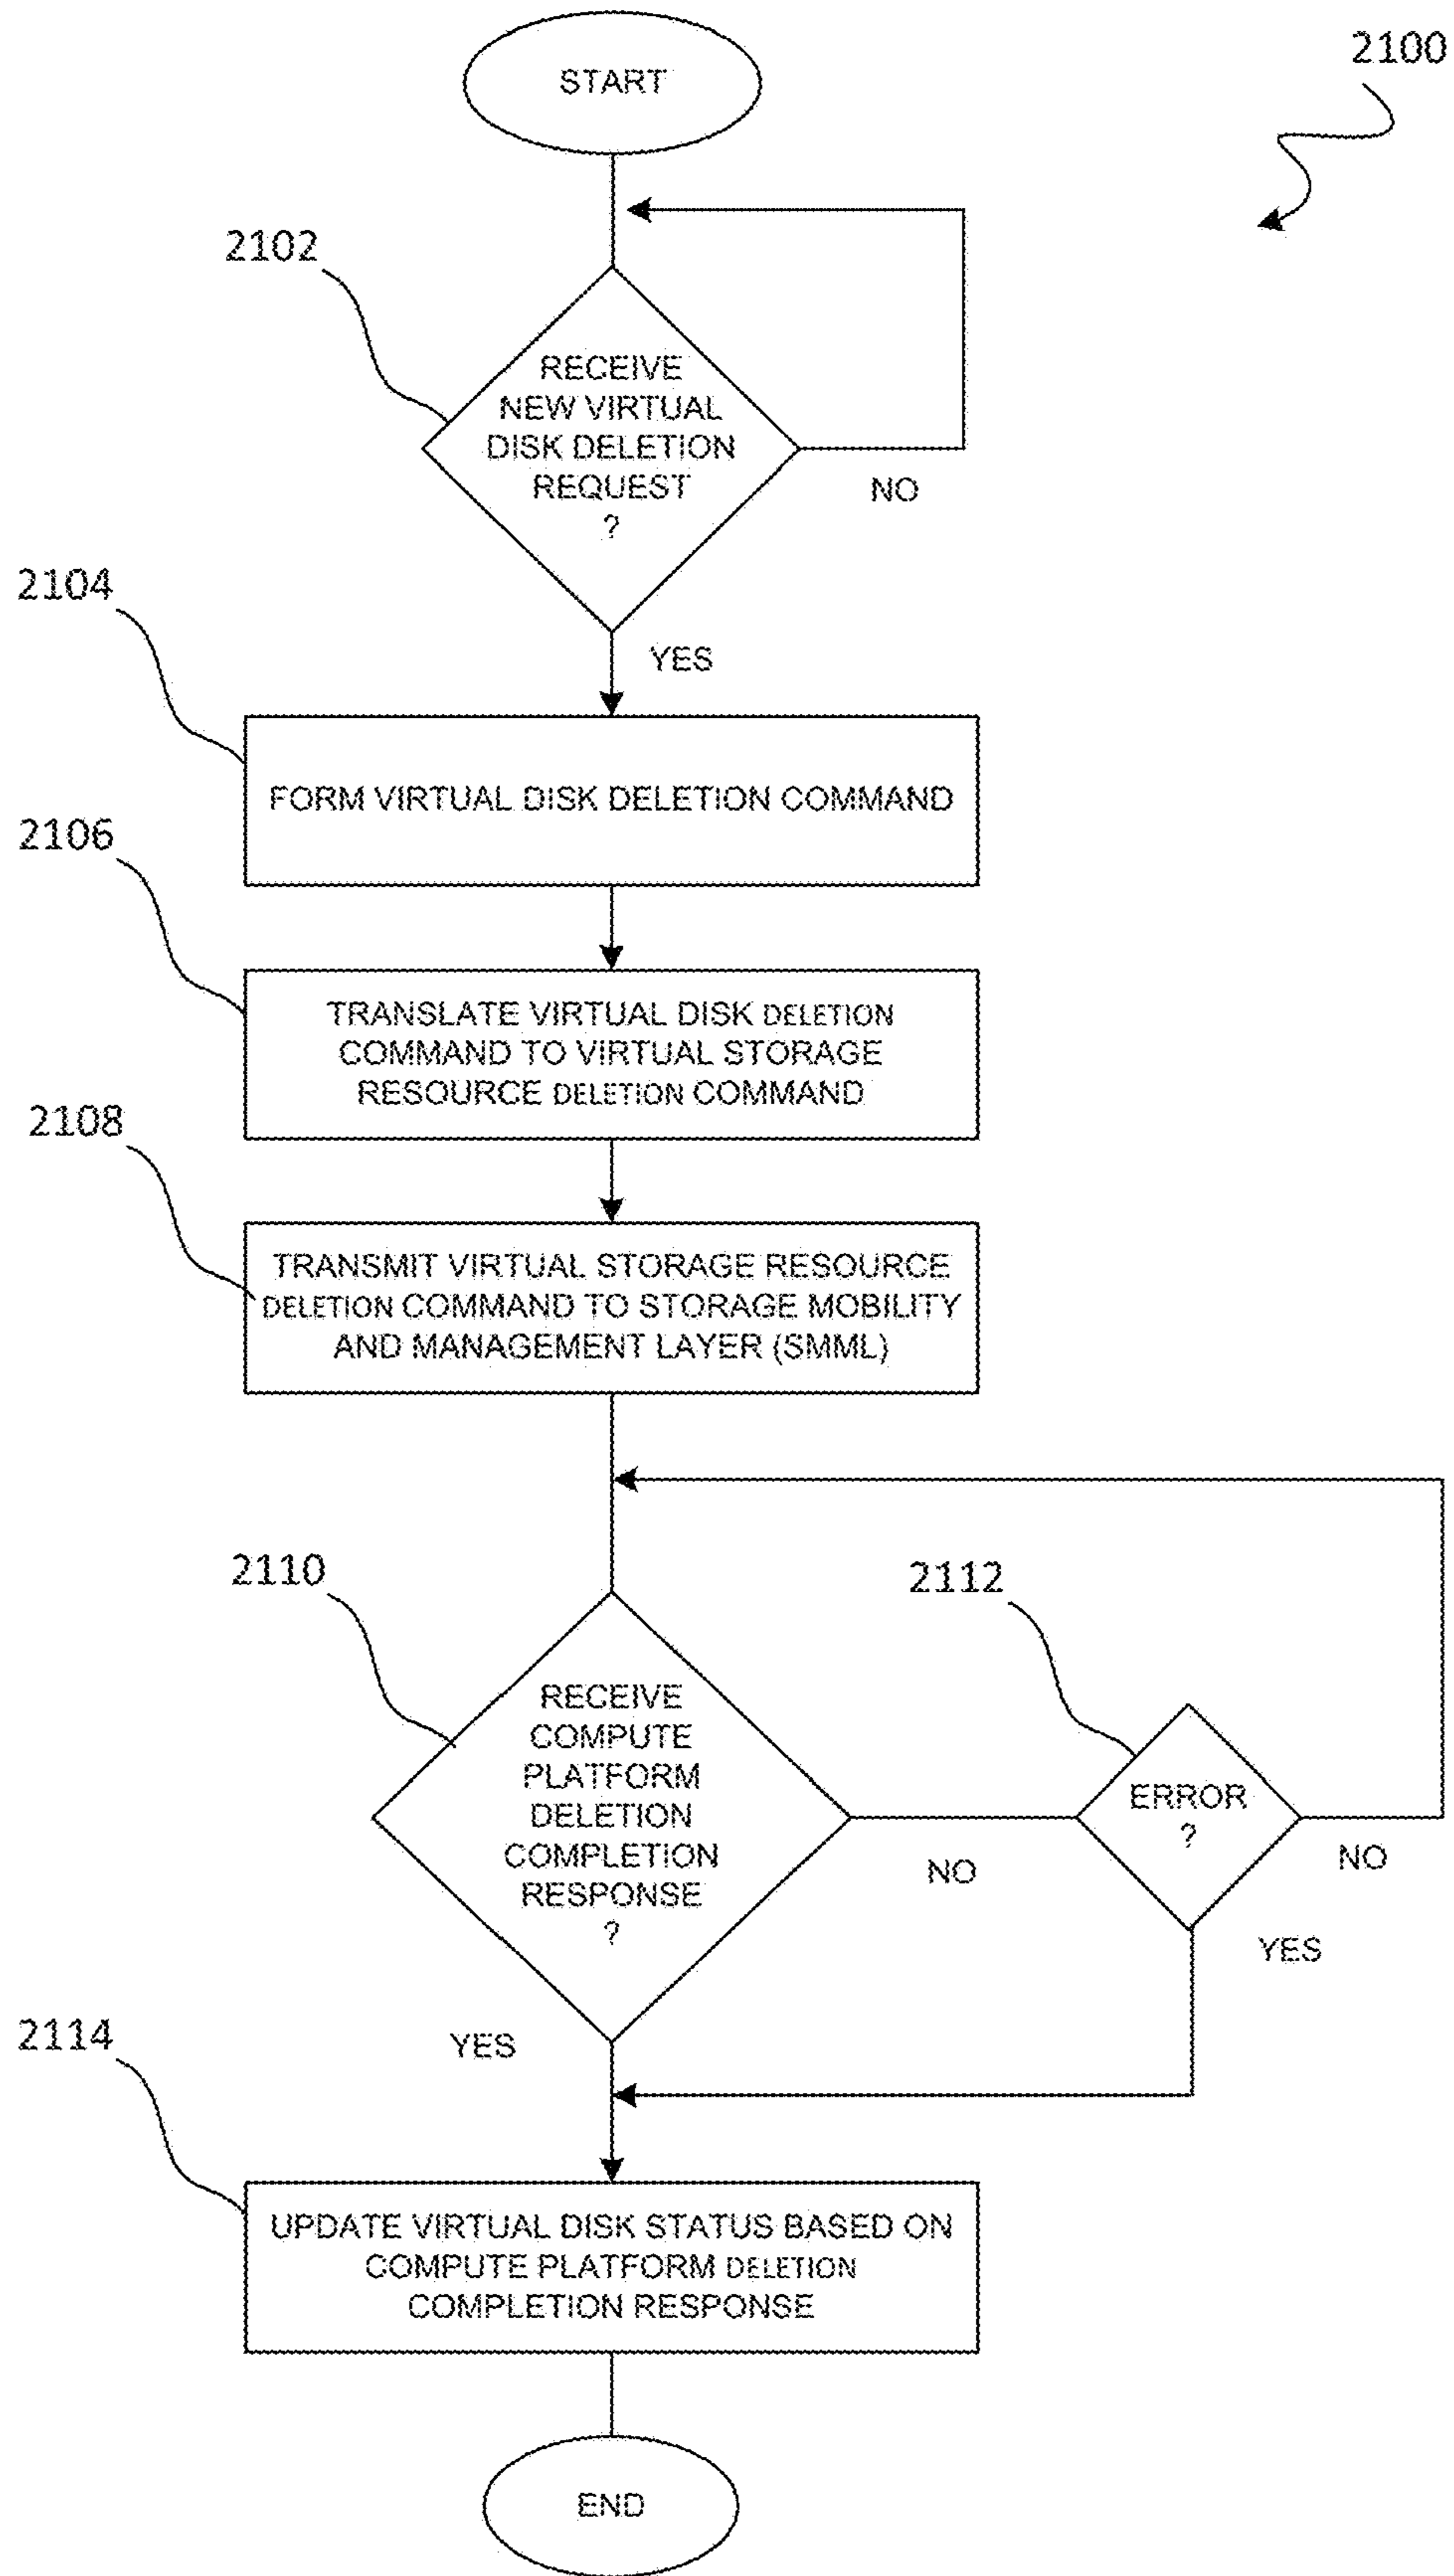 START
2100
2102
RECEIVE
NEW VIRTUAL
DISK DELETION
REQUEST
?
NO
YES
2104
FORM VIRTUAL DISK DELETION COMMAND
2106
TRANSLATE VIRTUAL DISK DELETION
COMMAND TO VIRTUAL STORAGE
RESOURCE DELETION COMMAND
2108
TRANSMIT VIRTUAL STORAGE RESOURCE
DELETION COMMAND TO STORAGE MOBILITY
AND MANAGEMENT LAYER (SMML)
2110
RECEIVE
COMPUTE
PLATFORM
DELETION
COMPLETION
RESPONSE
?
NO
2112
ERROR
?
NO
YES
YES
2114
UPDATE VIRTUAL DISK STATUS BASED ON
COMPUTE PLATFORM DELETION
COMPLETION RESPONSE
END